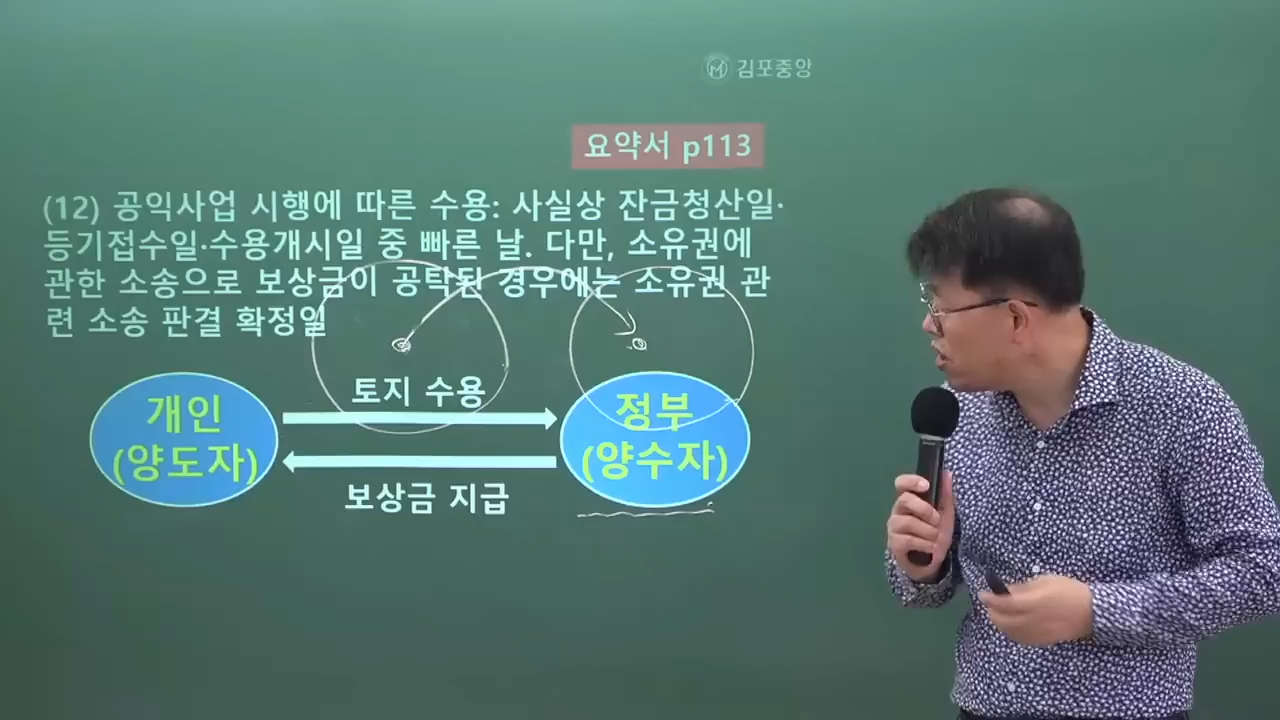 김포중앙
요약서 p113
(12) 공익사업 시행에 따른 수용: 사실상 잔금청산일·
등기접수일·수용개시일 중 빠른 날. 다만, 소유권에
관한 소송으로 보상금이 공탁된 경우에는 소유권 관
련 소송 판결 확정일
토지 수용
개인
(양도자)
정부
(양수자)
보상금 지급